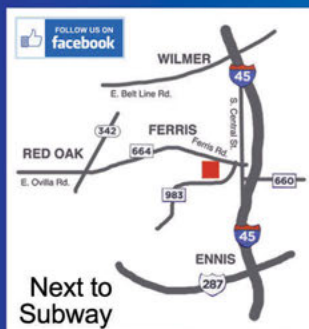 FOLLOW US ON
facebook
WILMER
45
E. Belt Line Rd.
S. Central St.
342
FERRIS
RED OAK
664
Ferris Rd.
E. Ovilla Rd.
983
660
45
ENNIS
287
Next to
Subway